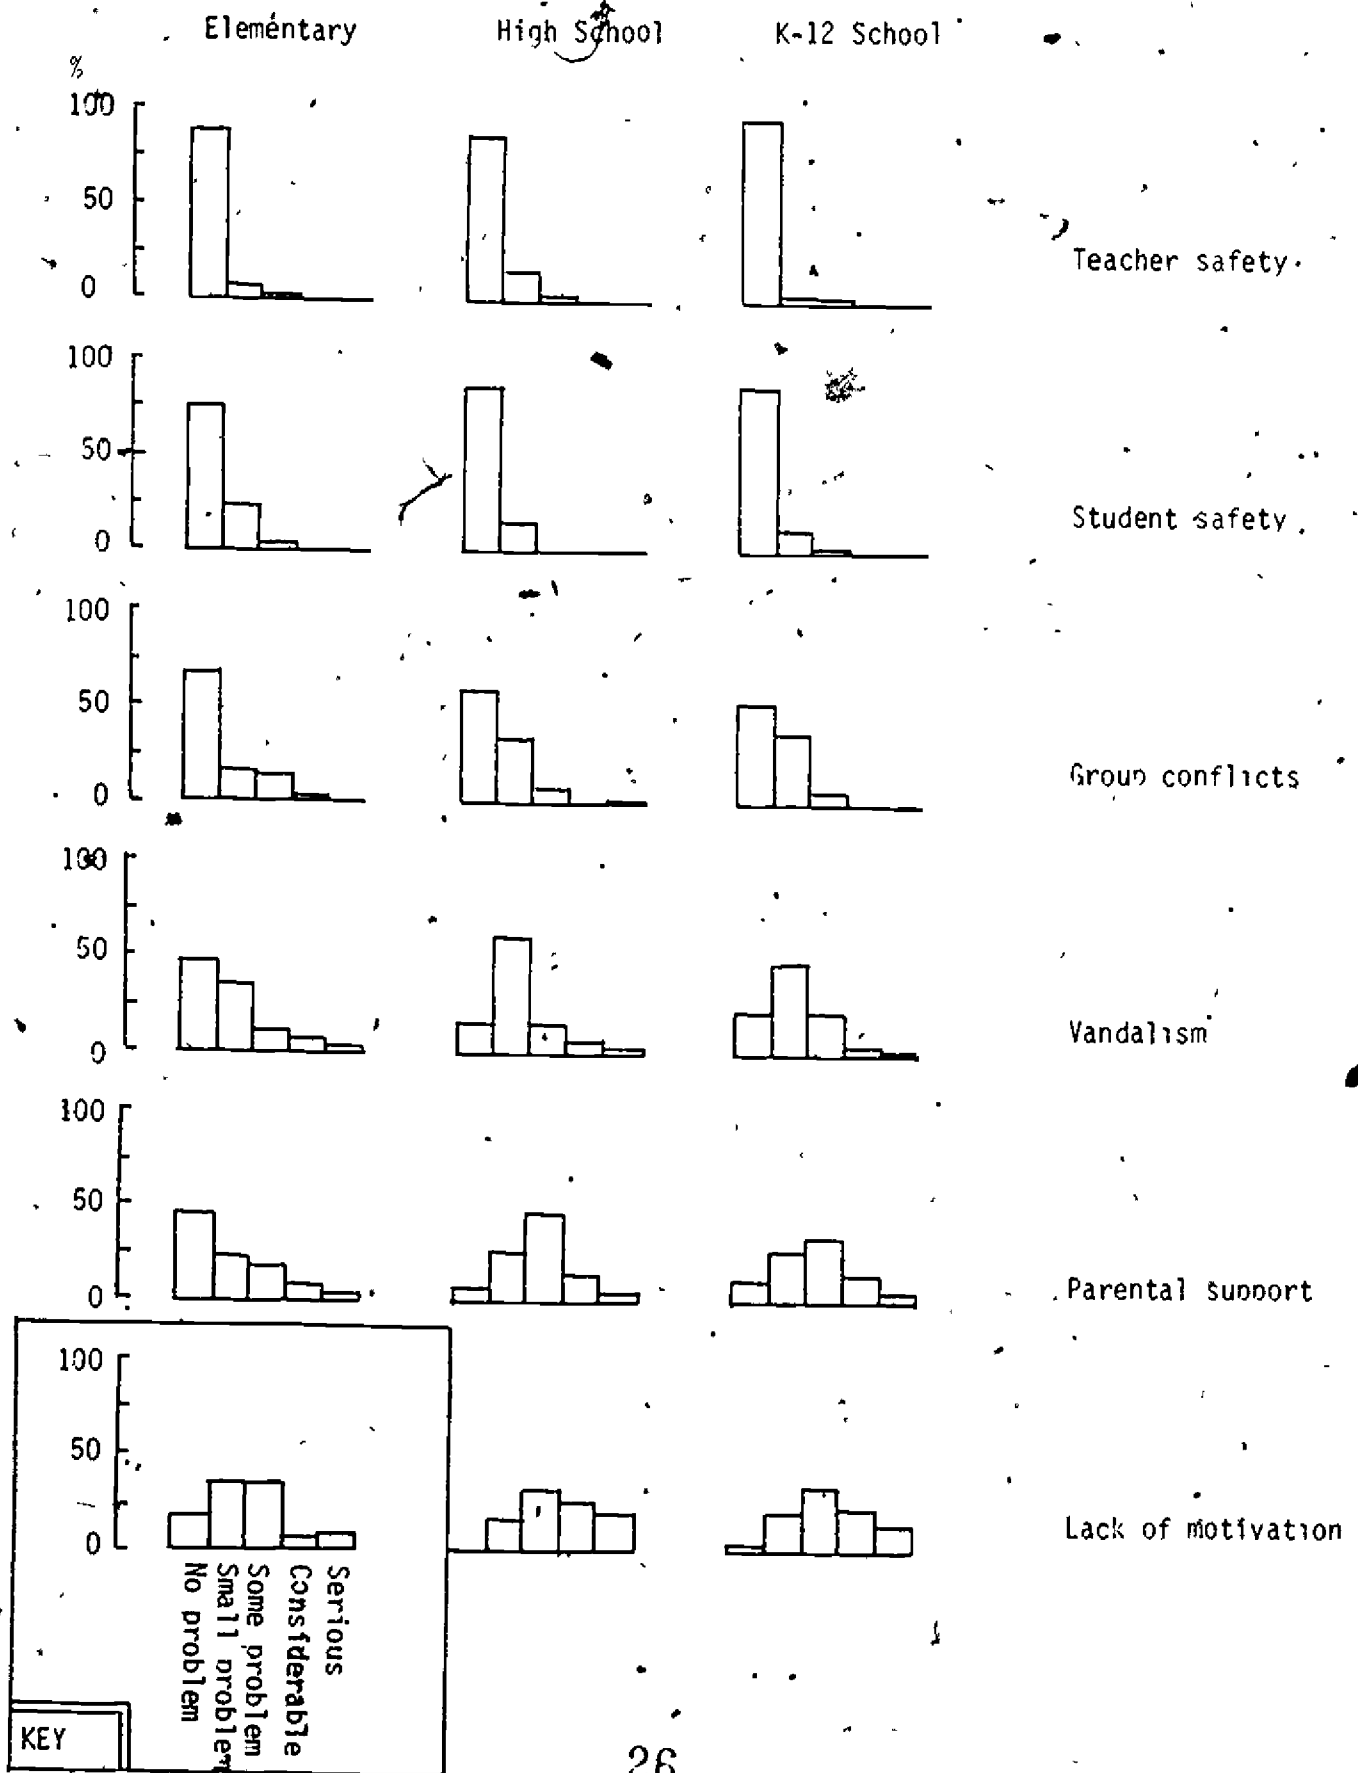 Elementary High School K-12 School
%
100
50
0
Teacher safety
100
50
0
Student safety
100
50
0
Group conflicts
100
50
0
Vandalism
100
50
0
Parental support
100
50
0
Lack of motivation
No problem
Small problem
Some problem
Considerable
Serious
KEY
26